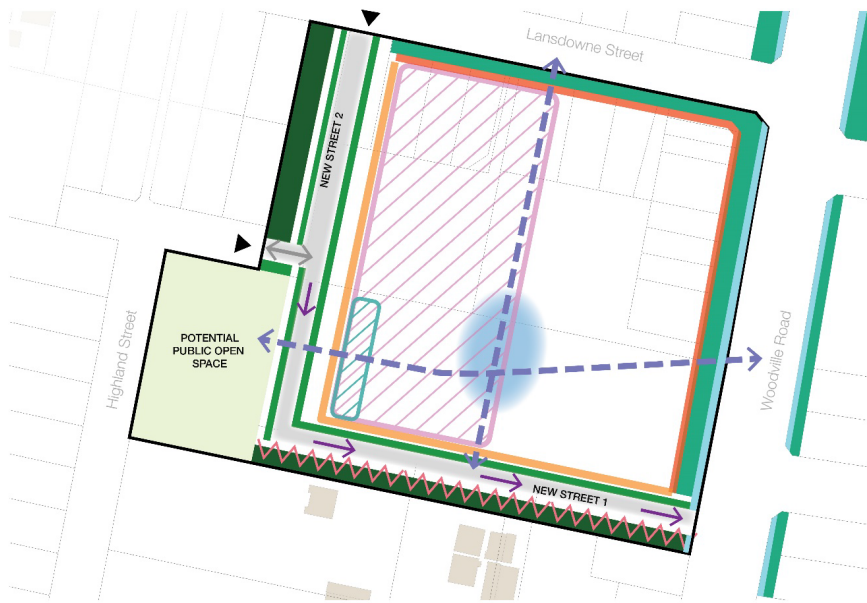 Lansdowne Street
NEW STREET 2
POTENTIAL
PUBLIC OPEN
SPACE
Highland Street
Woodville Road
NEW STREET 1